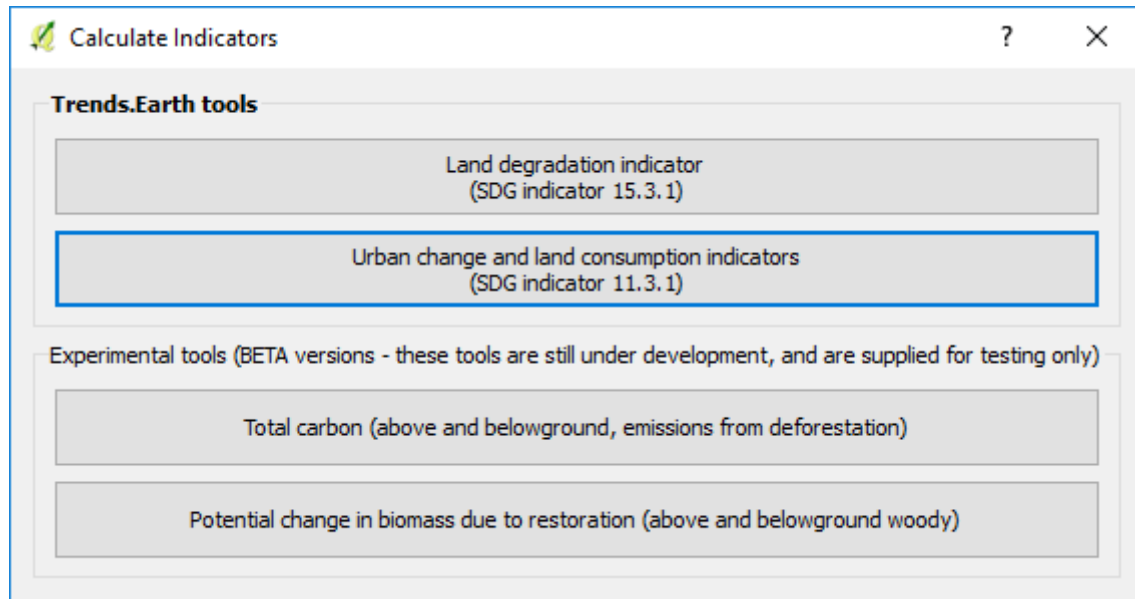 Calculate Indicators
Trends.Earth tools
Land degradation indicator
(SDG indicator 15.3.1)
Urban change and land consumption indicators
(SDG indicator 11.3.1)
Experimental tools (BETA versions - these tools are still under development, and are supplied for testing only)
Total carbon (above and belowground, emissions from deforestation)
Potential change in biomass due to restoration (above and belowground woody)